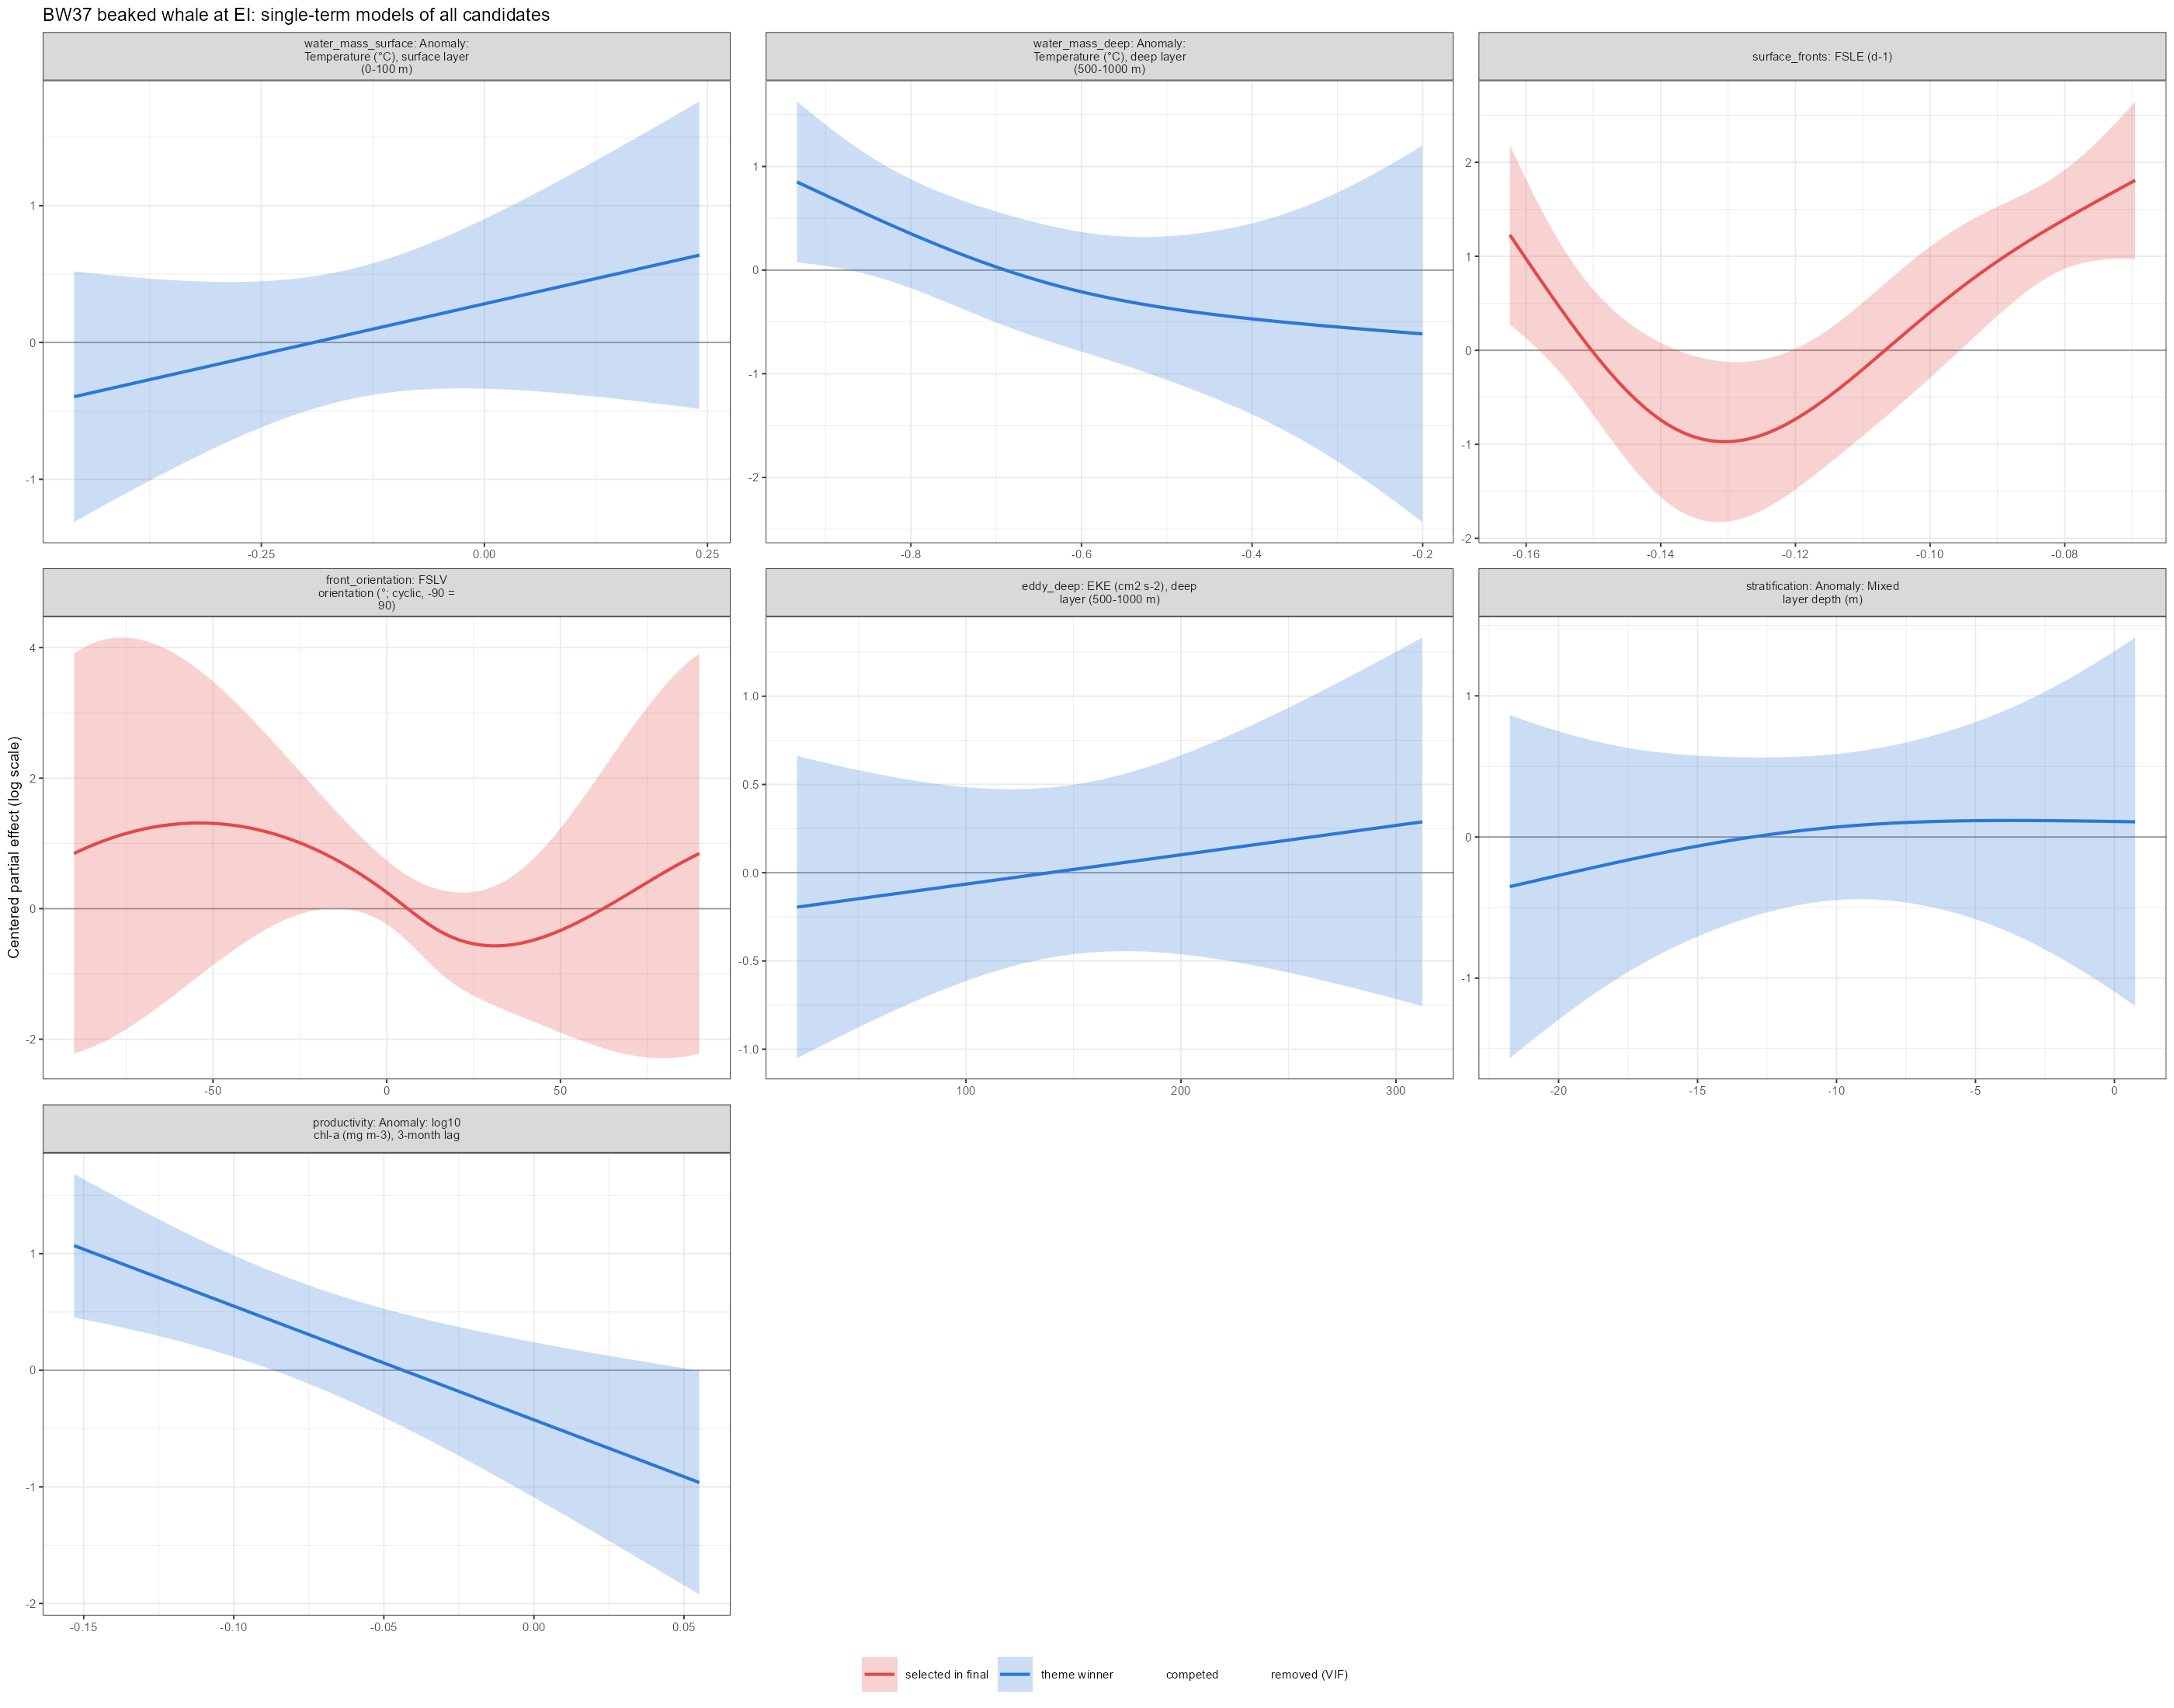 BW37 beaked whale at EI: single-term models of all candidates
water_mass_surface: Anomaly:
Temperature (°C), surface layer
(0-100 m)
water_mass_deep: Anomaly:
Temperature (°C), deep layer
(500-1000 m)
surface_fronts: FSLE (d-1)
1
0
-1
-0.25
0.00
0.25
1
0
-1
-2
-0.8
-0.6
-0.4
-0.2
2
1
0
-1
-2
-0.16
-0.14
-0.12
-0.10
-0.08
front_orientation: FSLV
orientation (°; cyclic, -90 =
90)
eddy_deep: EKE (cm2 s-2), deep
layer (500-1000 m)
stratification: Anomaly: Mixed
layer depth (m)
Centered partial effect (log scale)
4
2
0
-2
-50
0
50
1.0
0.5
0.0
-0.5
-1.0
100
200
300
1
0
-1
-20
-15
-10
-5
0
productivity: Anomaly: log10
chl-a (mg m-3), 3-month lag
1
0
-1
-2
-0.15
-0.10
-0.05
0.00
0.05
selected in final
theme winner
competed
removed (VIF)